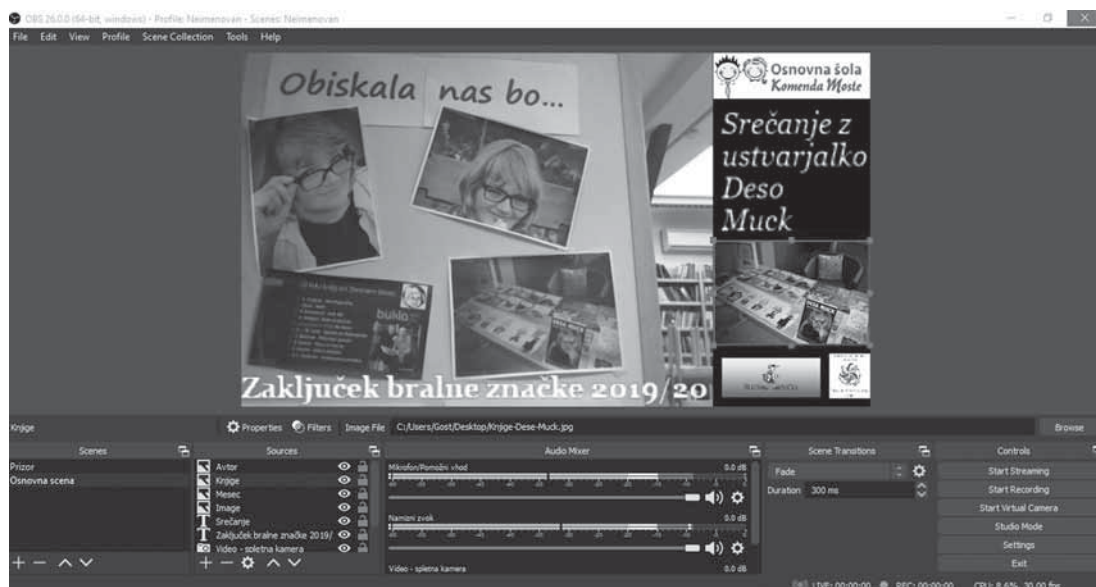 OBS 26.0.0 (64-bit, windows) - Profile: Neimenovan - Scenes: Neimenovan
File Edit View Profile Scene Collection Tools Help
Obiskala nas bo...
buklo
Zaključek bralne značke 2019/20
Osnovna šola
Komenda Moste
Srečanje z
ustvarjalko
Deso
Muck
DESA MUCK
Knjige
Properties Filters Image File C:/Users/Gost/Desktop/Knjige-Dese-Muck.jpg Browse
Scenes
Prizor
Osnovna scena
Sources
Avtor
Knjige
Mesec
Image
Srečanje
Zaključek bralne značke 2019/
Video - spletna kamera
Audio Mixer
Mikrofon/Pomožni vhod 0.0 dB
Namizni zvok 0.0 dB
Video - spletna kamera 0.0 dB
Scene Transitions
Fade
Duration 300 ms
Controls
Start Streaming
Start Recording
Start Virtual Camera
Studio Mode
Settings
Exit
LIVE: 00:00:00 REC: 00:00:00 CPU: 8.6%, 30.00 fps